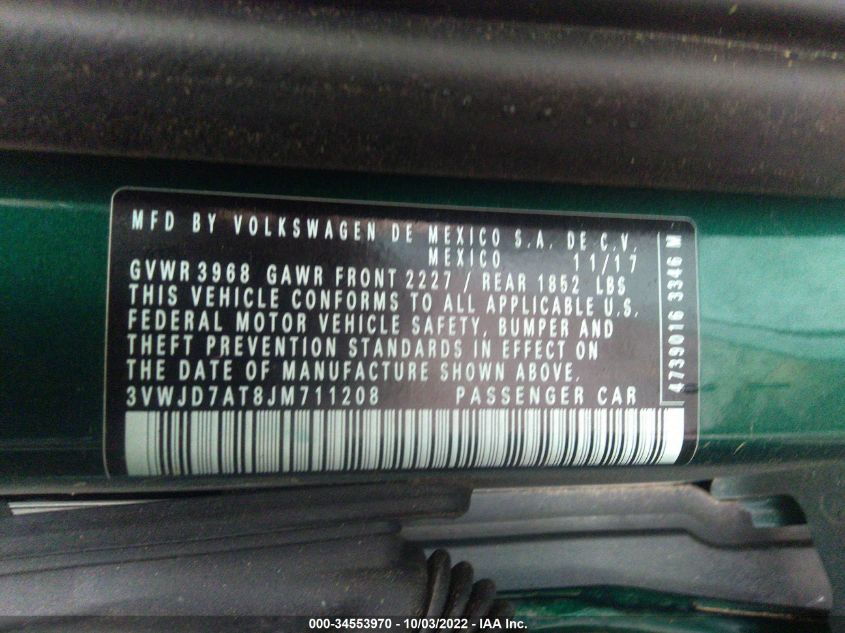 MFD BY VOLKSWAGEN DE MEXICO S.A. DE C.V.
MEXICO 11/17
GVWR 3968 GAWR FRONT 2227 / REAR 1852 LBS
THIS VEHICLE CONFORMS TO ALL APPLICABLE U.S.
FEDERAL MOTOR VEHICLE SAFETY, BUMPER AND
THEFT PREVENTION STANDARDS IN EFFECT ON
THE DATE OF MANUFACTURE SHOWN ABOVE.
3VWJD7AT8JM711208 PASSENGER CAR
4739016 3346 M
000-34553970 - 10/03/2022 - IAA Inc.